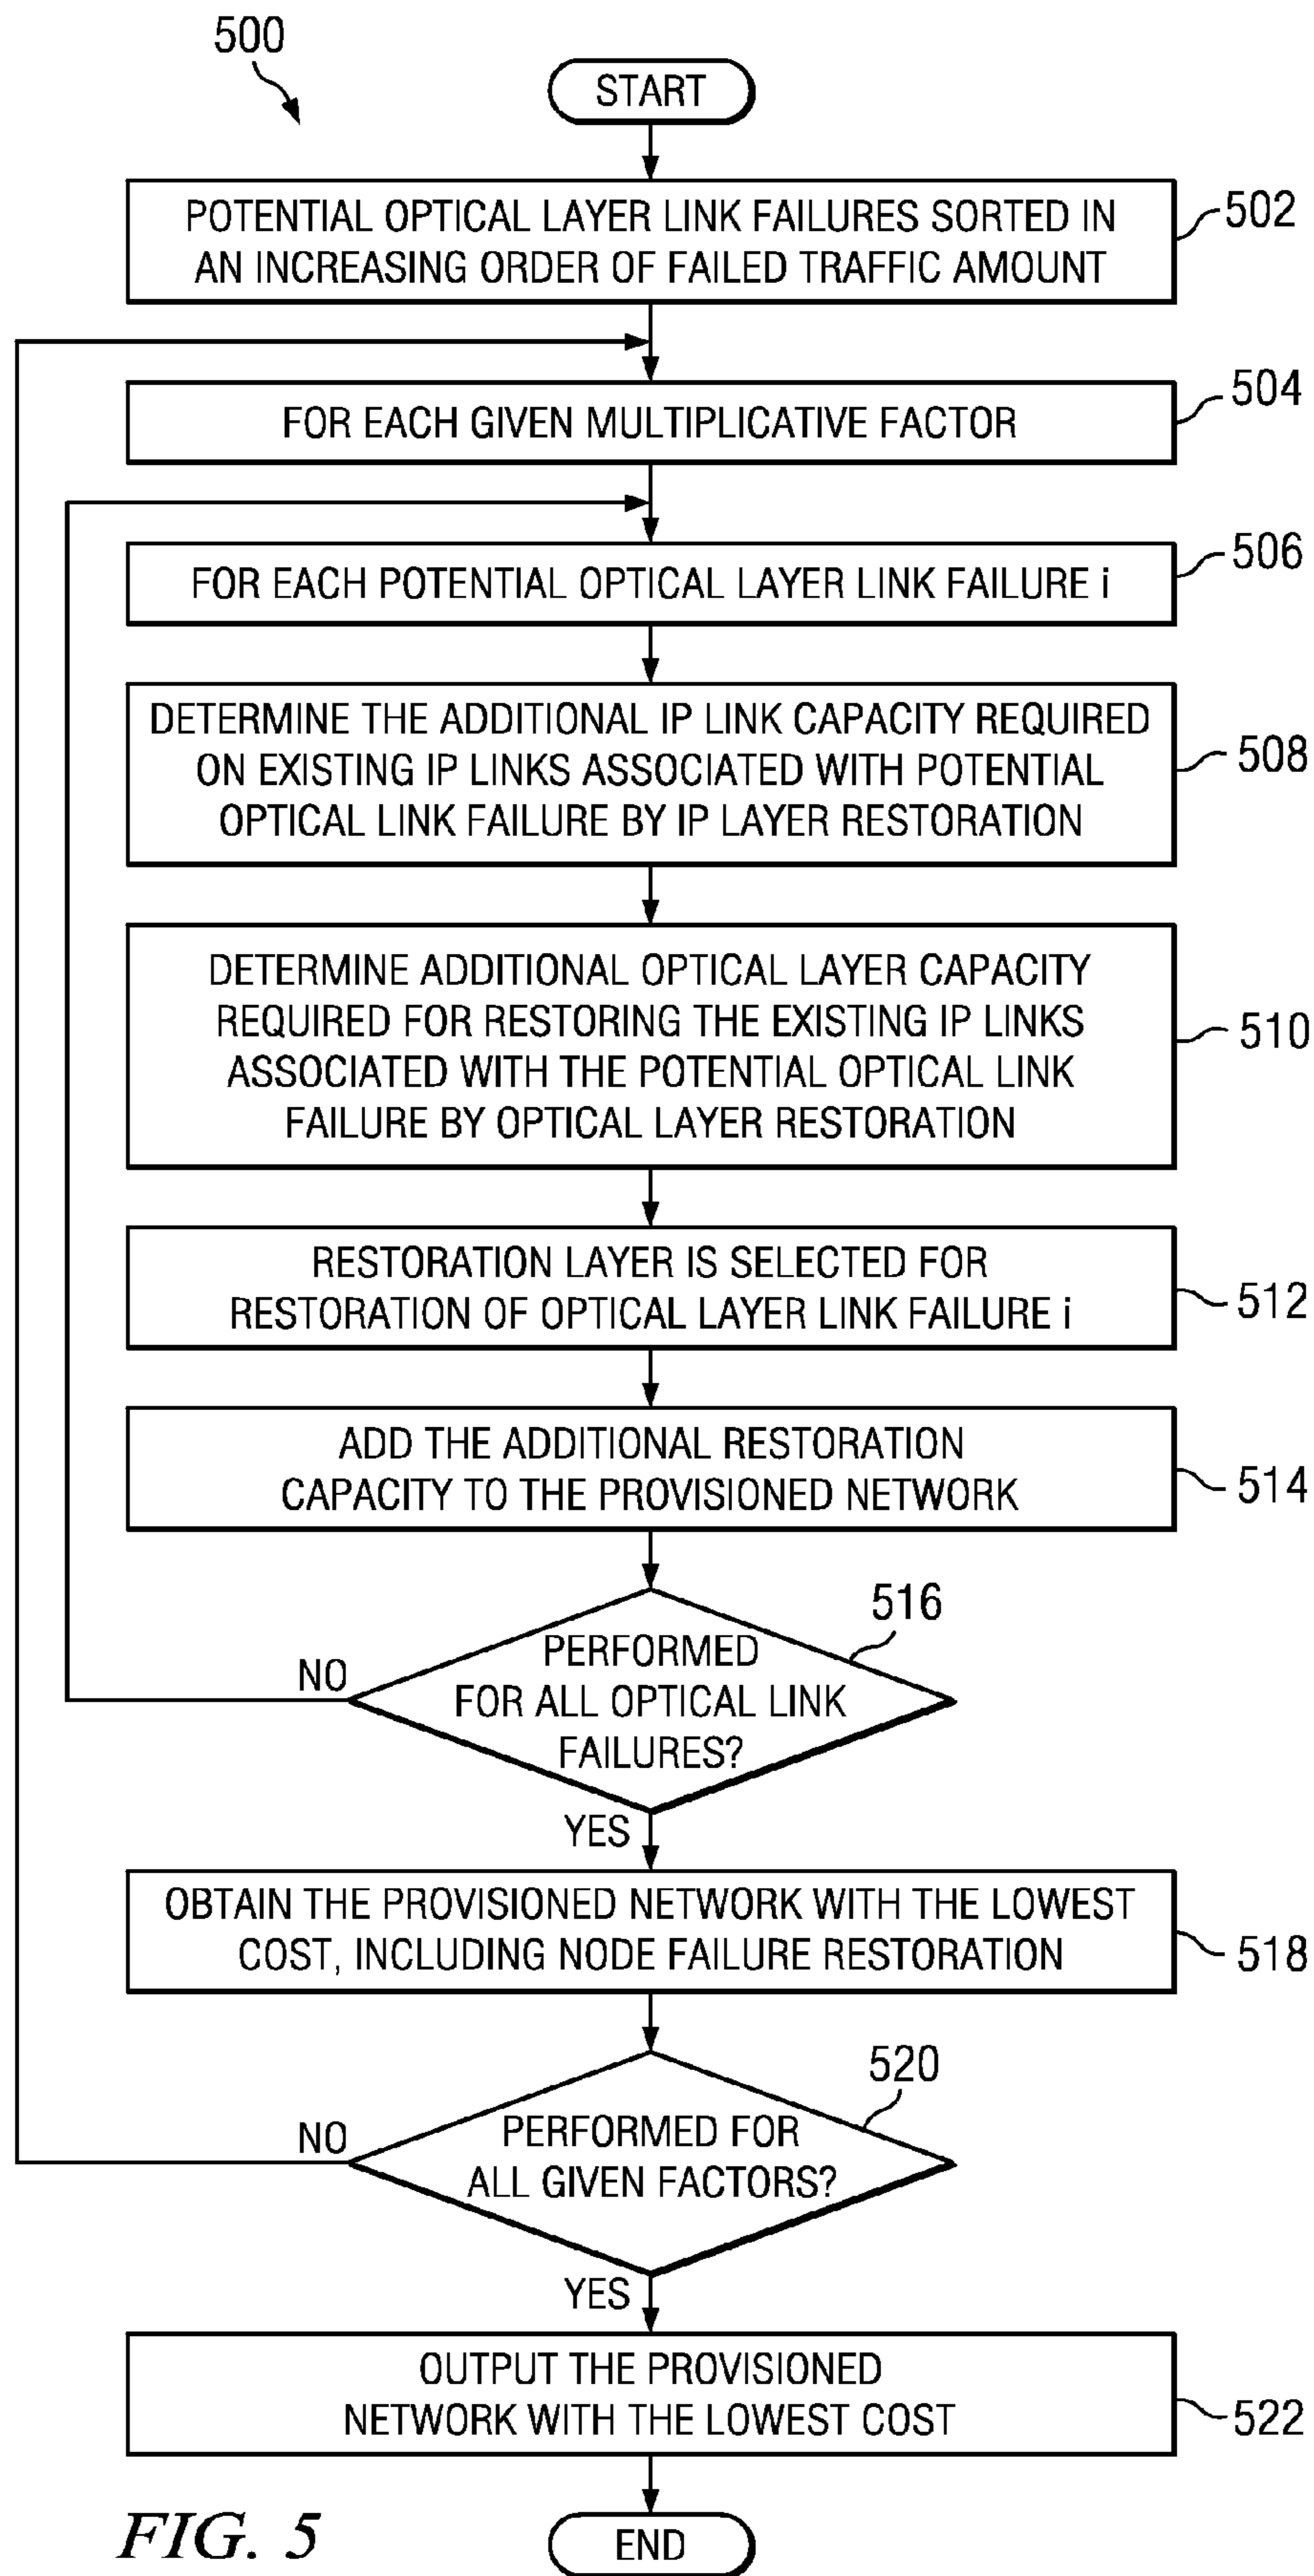 500
START
POTENTIAL OPTICAL LAYER LINK FAILURES SORTED IN
AN INCREASING ORDER OF FAILED TRAFFIC AMOUNT
502
FOR EACH GIVEN MULTIPLICATIVE FACTOR
504
FOR EACH POTENTIAL OPTICAL LAYER LINK FAILURE i
506
DETERMINE THE ADDITIONAL IP LINK CAPACITY REQUIRED
ON EXISTING IP LINKS ASSOCIATED WITH POTENTIAL
OPTICAL LINK FAILURE BY IP LAYER RESTORATION
508
DETERMINE ADDITIONAL OPTICAL LAYER CAPACITY
REQUIRED FOR RESTORING THE EXISTING IP LINKS
ASSOCIATED WITH THE POTENTIAL OPTICAL LINK
FAILURE BY OPTICAL LAYER RESTORATION
510
RESTORATION LAYER IS SELECTED FOR
RESTORATION OF OPTICAL LAYER LINK FAILURE i
512
ADD THE ADDITIONAL RESTORATION
CAPACITY TO THE PROVISIONED NETWORK
514
516
PERFORMED
FOR ALL OPTICAL LINK
FAILURES?
NO
YES
OBTAIN THE PROVISIONED NETWORK WITH THE LOWEST
COST, INCLUDING NODE FAILURE RESTORATION
518
520
PERFORMED FOR
ALL GIVEN FACTORS?
NO
YES
OUTPUT THE PROVISIONED
NETWORK WITH THE LOWEST COST
522
END
FIG. 5